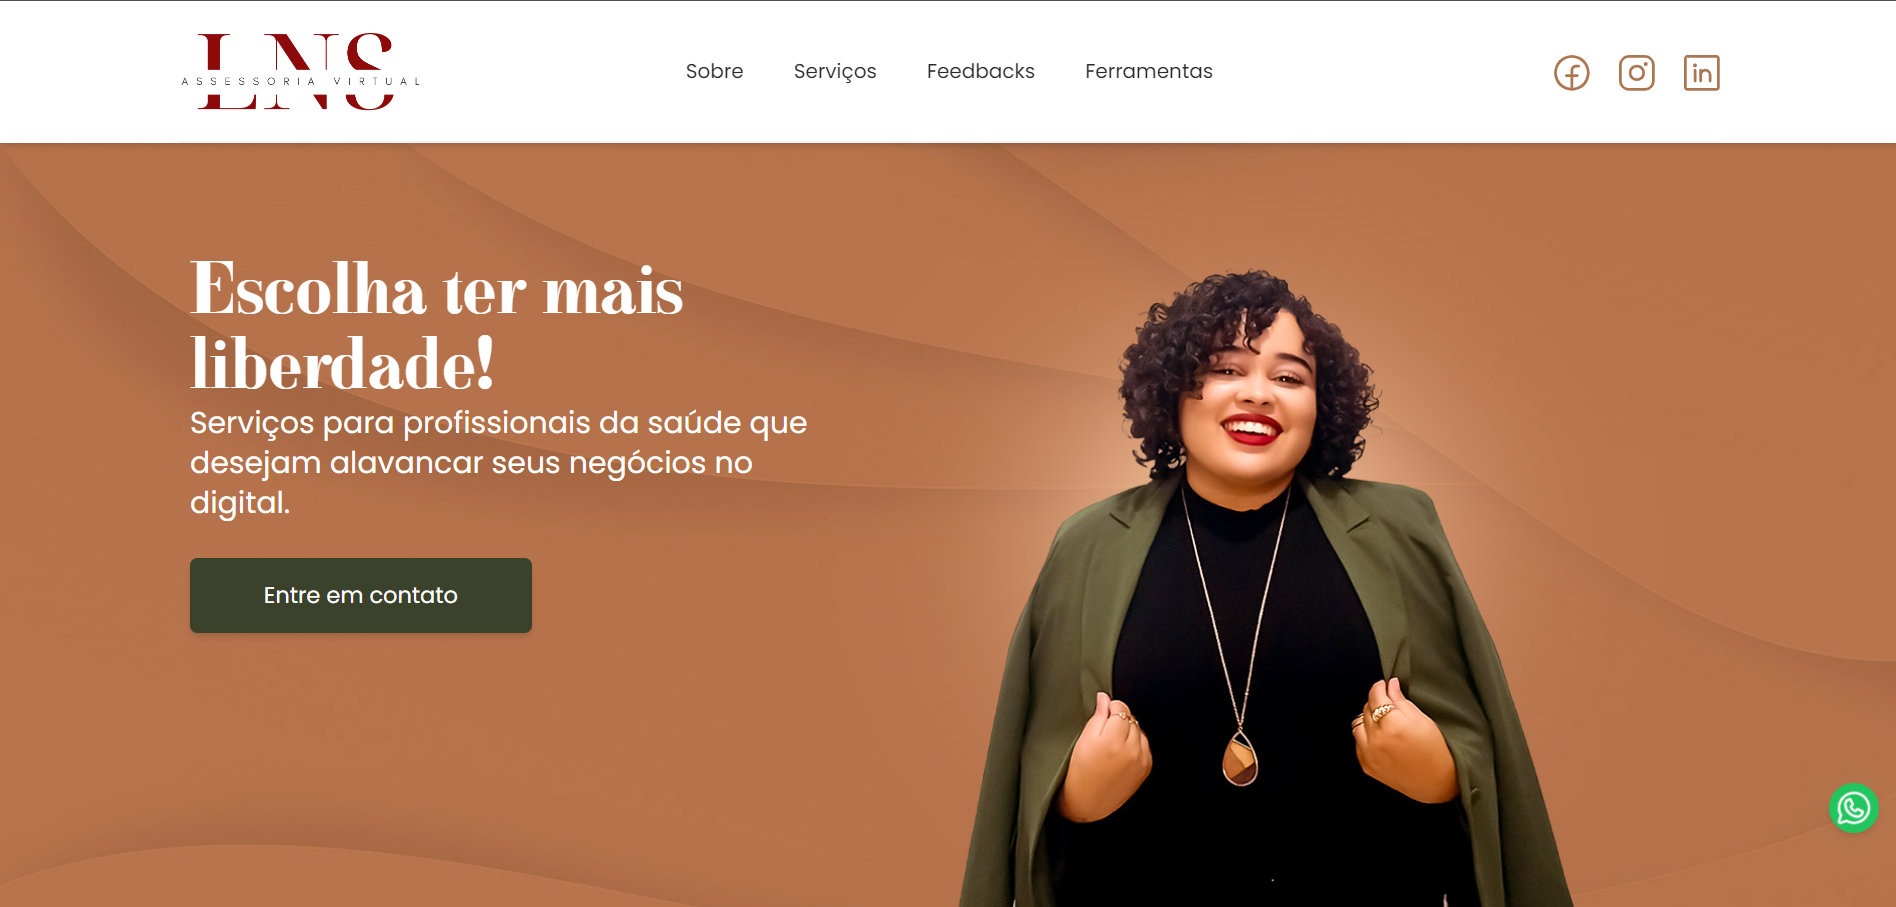 LNS
ASSESSORIA VIRTUAL
Sobre
Serviços
Feedbacks
Ferramentas
Escolha ter mais
liberdade!
Serviços para profissionais da saúde que
desejam alavancar seus negócios no
digital.
Entre em contato